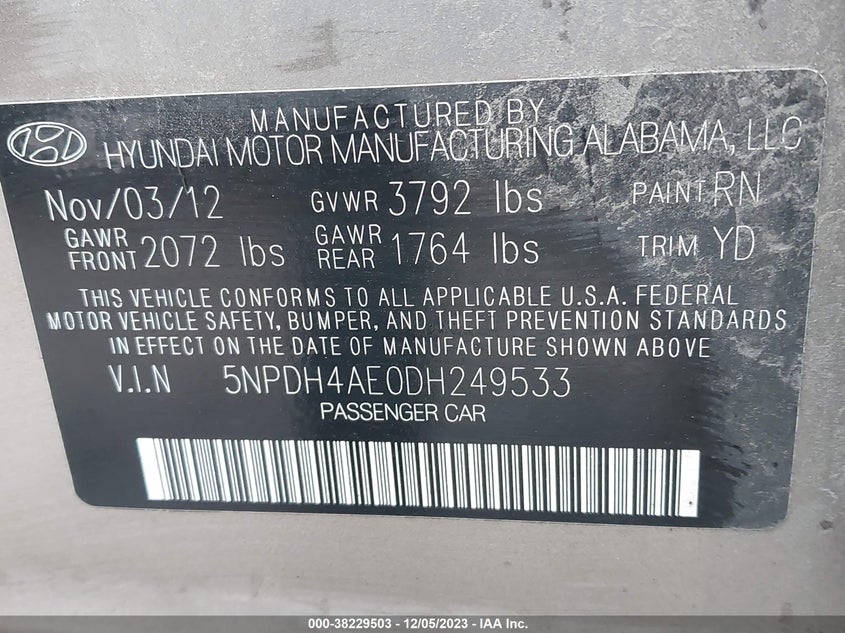 MANUFACTURED BY
HYUNDAI MOTOR MANUFACTURING ALABAMA, LLC
Nov/03/12 GVWR 3792 lbs PAINT RN
GAWR FRONT 2072 lbs GAWR REAR 1764 lbs TRIM YD
THIS VEHICLE CONFORMS TO ALL APPLICABLE U.S.A. FEDERAL
MOTOR VEHICLE SAFETY, BUMPER, AND THEFT PREVENTION STANDARDS
IN EFFECT ON THE DATE OF MANUFACTURE SHOWN ABOVE
V.I.N 5NPDH4AE0DH249533
PASSENGER CAR
000-38229503 - 12/05/2023 - IAA Inc.